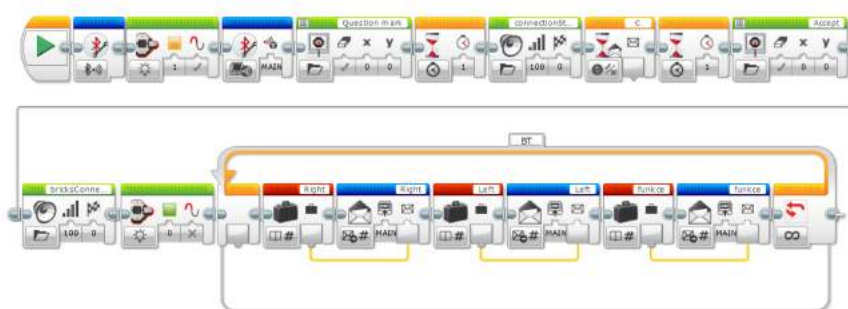 Question mark
connectionSt...
C
Accept
x y
x y
1
MAIN
0 0
1
100 0
1
0 0
BT
bricksConne...
Right
Right
Left
Left
funkce
funkce
100 0
0
#
# MAIN
#
# MAIN
#
# MAIN
∞